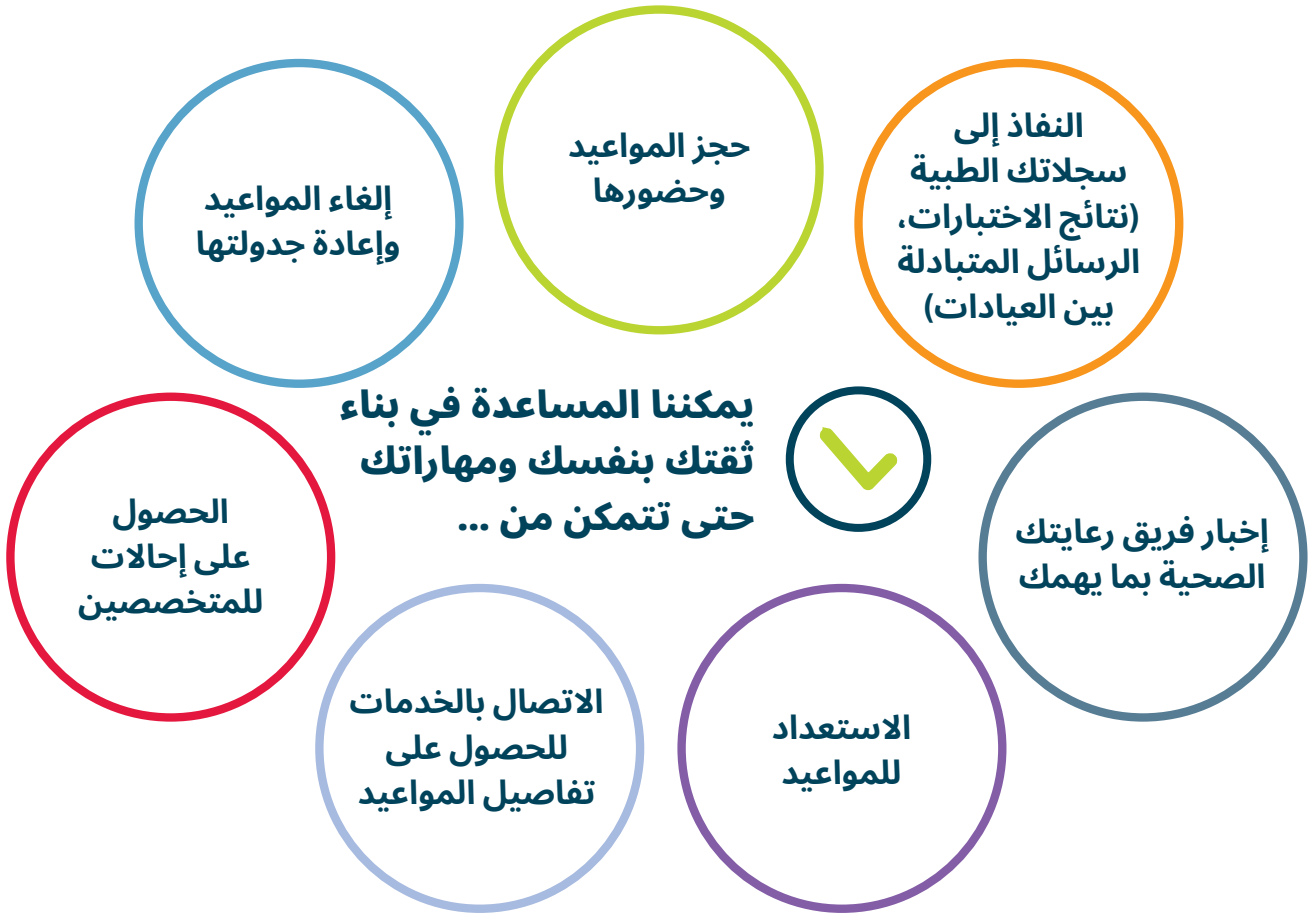 حجز المواعيد
وحضورها
النفاذ إلى
سجلاتك الطبية
(نتائج الاختبارات،
الرسائل المتبادلة
بين العيادات)
إلغاء المواعيد
وإعادة جدولتها
يمكننا المساعدة في بناء
ثقتك بنفسك ومهاراتك
حتى تتمكن من ...
إخبار فريق رعايتك
الصحية بما يهمك
الحصول
على إحالات
للمتخصصين
الاستعداد
للمواعيد
الاتصال بالخدمات
للحصول على
تفاصيل المواعيد